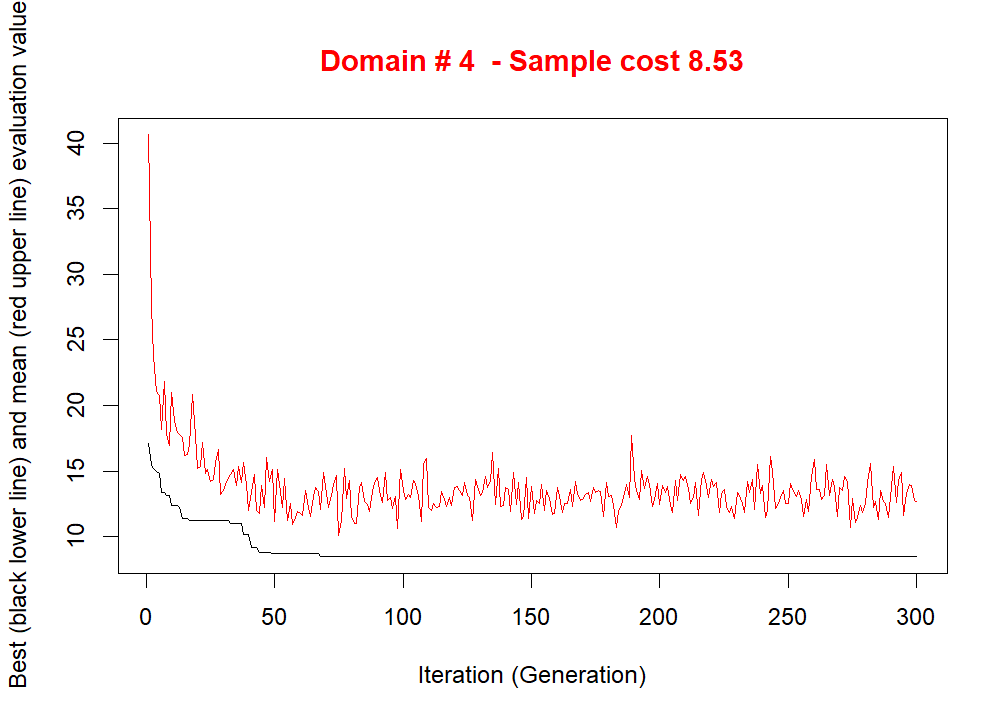 Domain # 4  - Sample cost 8.53
Best (black lower line) and mean (red upper line) evaluation value
40
35
30
25
20
15
10
0 50 100 150 200 250 300
Iteration (Generation)